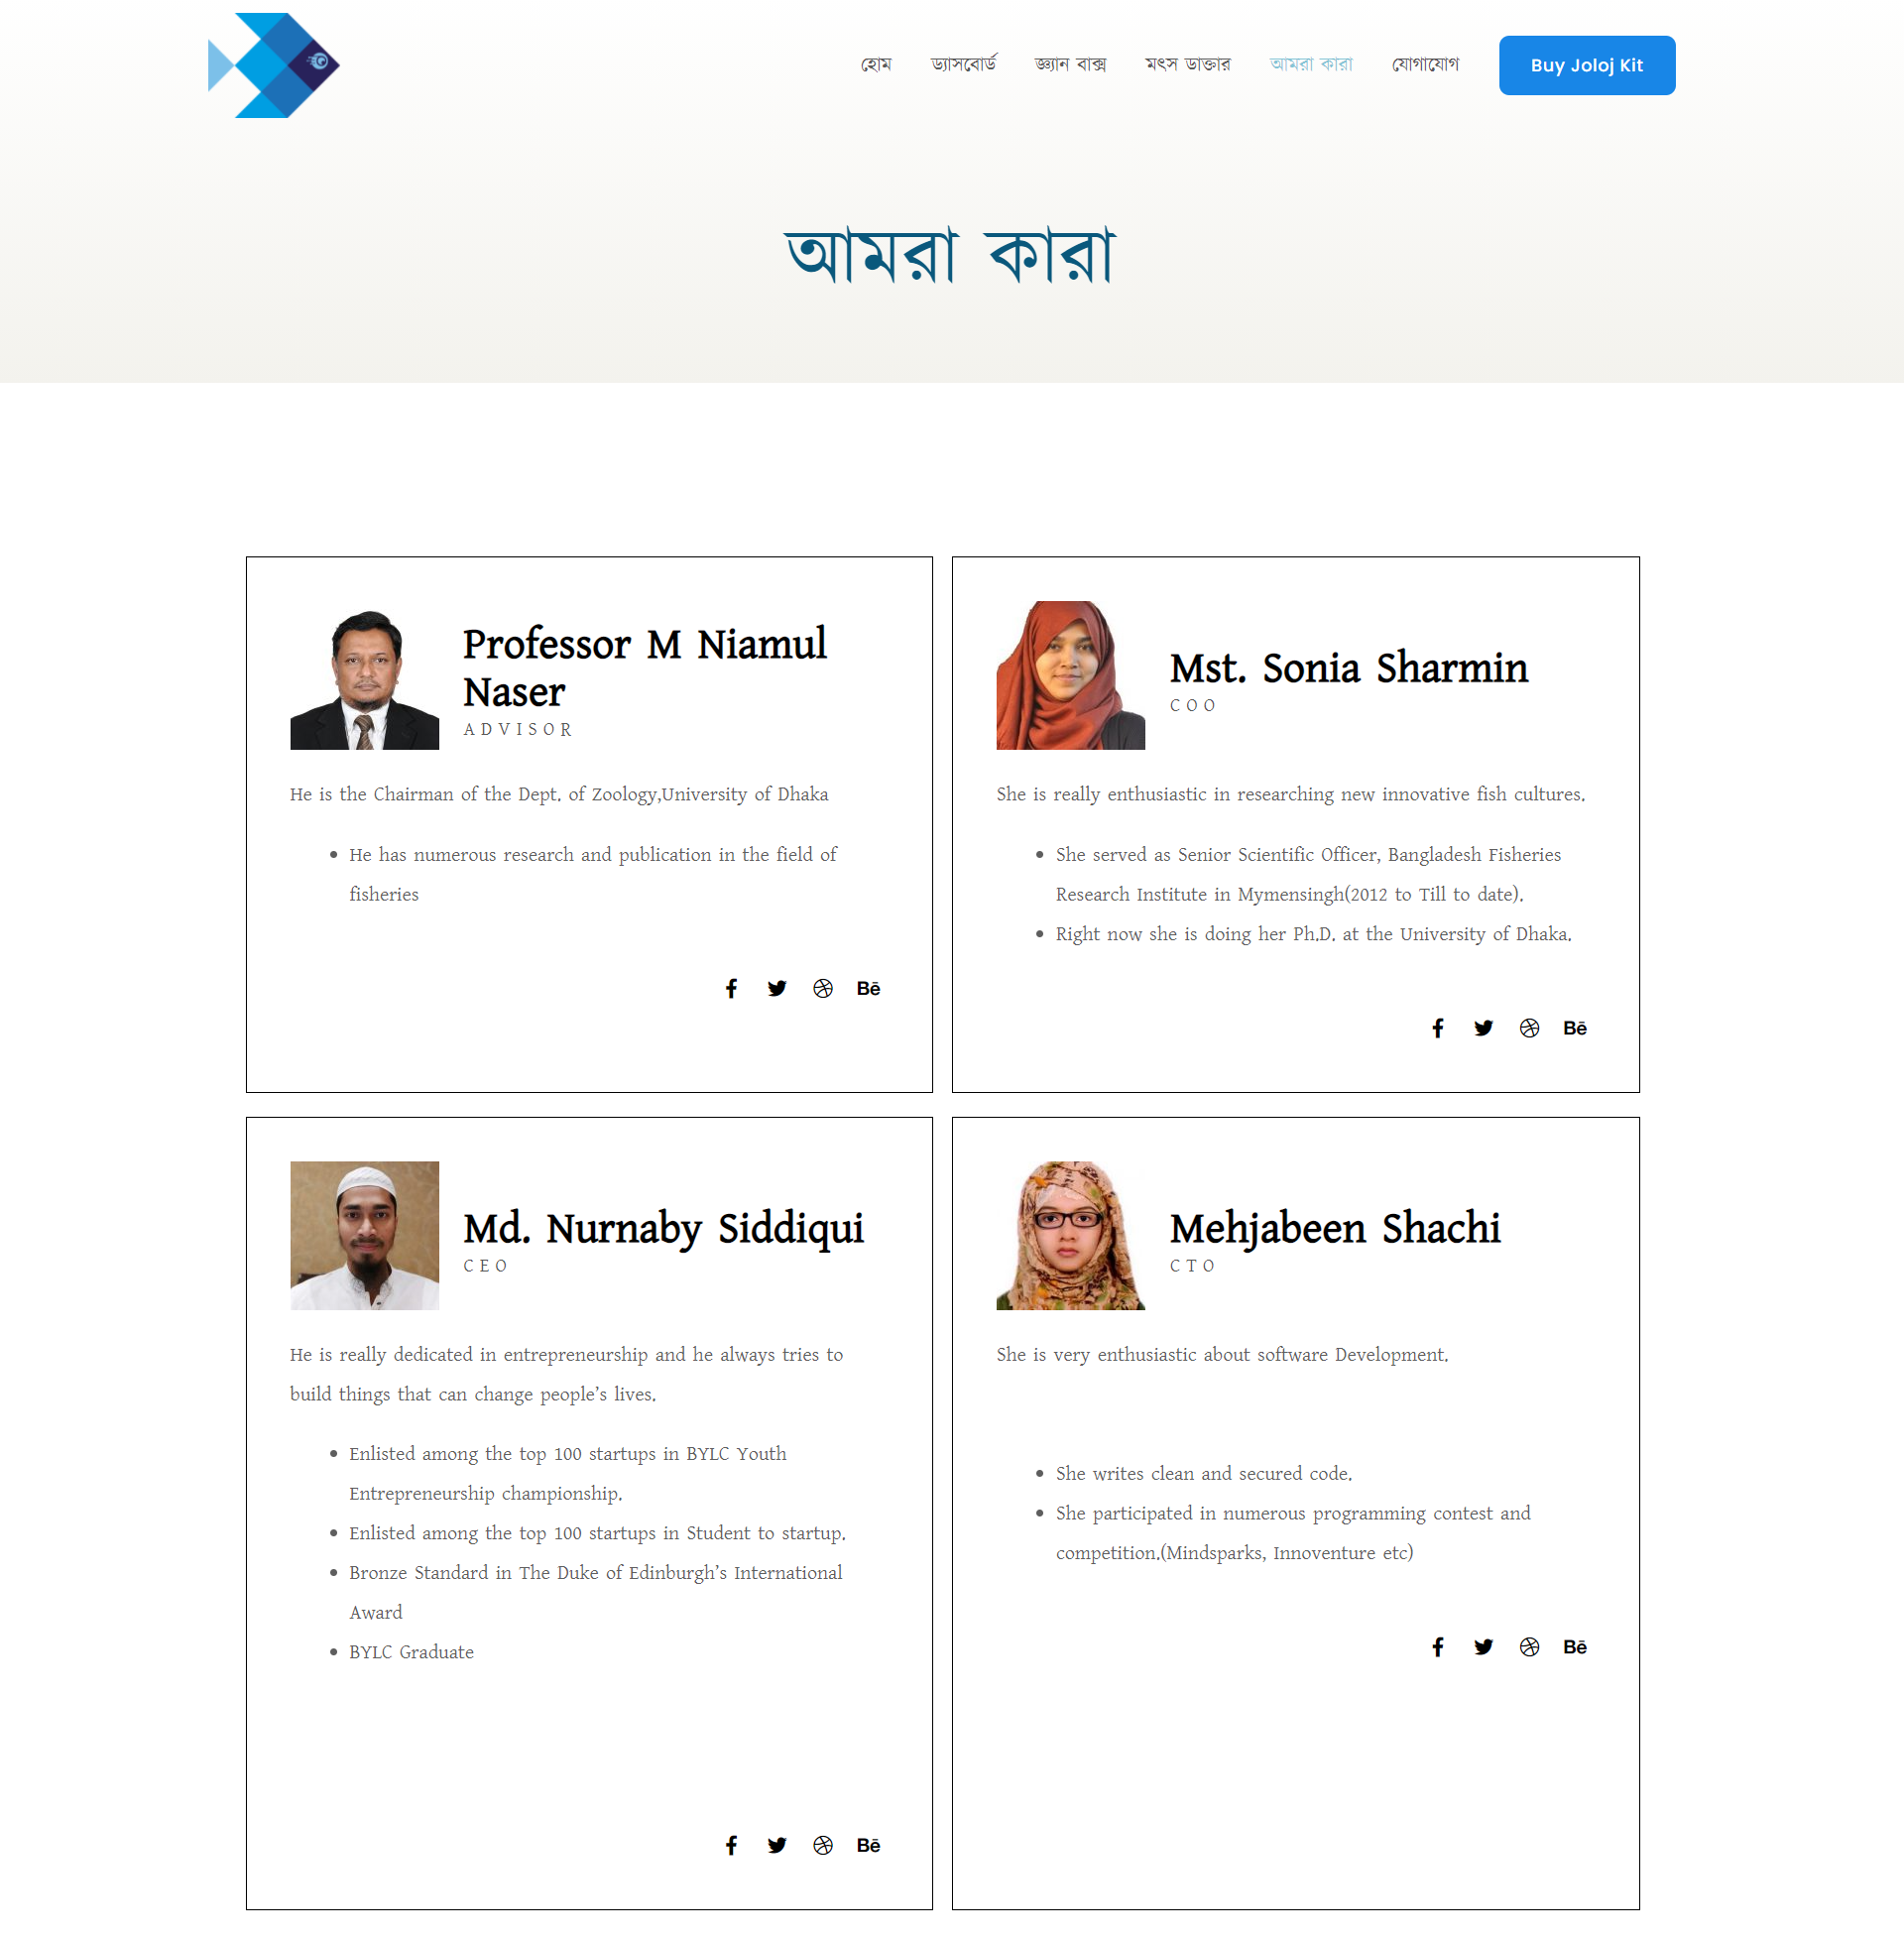 হোম ড্যাসবোর্ড জ্ঞ্যান বাক্স মৎস ডাক্তার আমরা কারা যোগাযোগ Buy Joloj Kit
আমরা কারা
Professor M Niamul
Naser
ADVISOR
He is the Chairman of the Dept. of Zoology,University of Dhaka
He has numerous research and publication in the field of
fisheries
Bē
Mst. Sonia Sharmin
COO
She is really enthusiastic in researching new innovative fish cultures.
She served as Senior Scientific Officer, Bangladesh Fisheries
Research Institute in Mymensingh(2012 to Till to date).
Right now she is doing her Ph.D. at the University of Dhaka.
Bē
Md. Nurnaby Siddiqui
CEO
He is really dedicated in entrepreneurship and he always tries to
build things that can change people’s lives.
Enlisted among the top 100 startups in BYLC Youth
Entrepreneurship championship.
Enlisted among the top 100 startups in Student to startup.
Bronze Standard in The Duke of Edinburgh’s International
Award
BYLC Graduate
Bē
Mehjabeen Shachi
CTO
She is very enthusiastic about software Development.
She writes clean and secured code.
She participated in numerous programming contest and
competition.(Mindsparks, Innoventure etc)
Bē